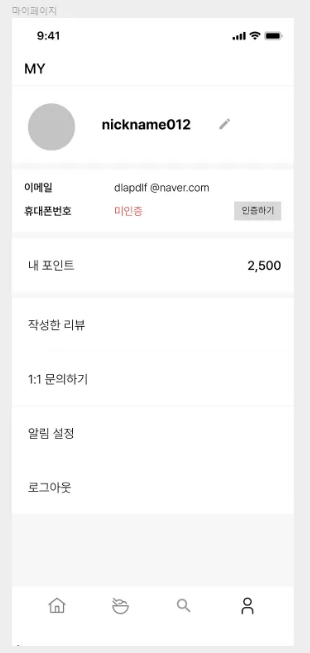 마이페이지
9:41
MY
nickname012
이메일 dlapdlf @naver.com
휴대폰번호 미인증 인증하기
내 포인트 2,500
작성한 리뷰
1:1 문의하기
알림 설정
로그아웃